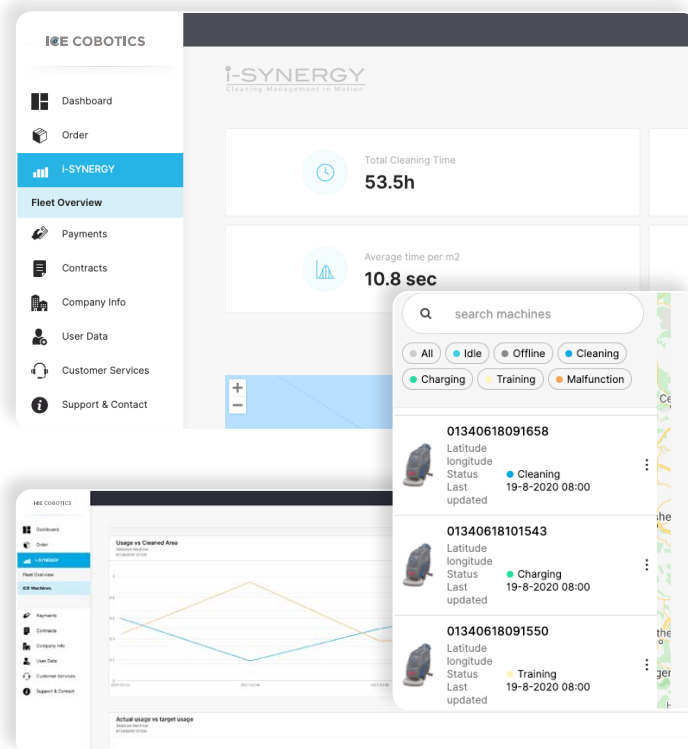 ICE COBOTICS
i-SYNERGY
Cleaning Management in Motion
Dashboard
Order
i-SYNERGY
Fleet Overview
Payments
Contracts
Company Info
User Data
Customer Services
Support & Contact
Total Cleaning Time
53.5h
Average time per m2
10.8 sec
+
−
search machines
All
Idle
Offline
Cleaning
Charging
Training
Malfunction
01340618091658
Latitude
longitude
Status
Cleaning
Last updated
19-8-2020 08:00
01340618101543
Latitude
longitude
Status
Charging
Last updated
19-8-2020 08:00
01340618091550
Latitude
longitude
Status
Training
Last updated
19-8-2020 08:00
ICE COBOTICS
Dashboard
Order
i-SYNERGY
Fleet Overview
ICE Machines
Payments
Contracts
Company Info
User Data
Customer Services
Support & Contact
Usage vs Cleaned Area
Selected Machine
Actual usage vs target usage
Selected Machine